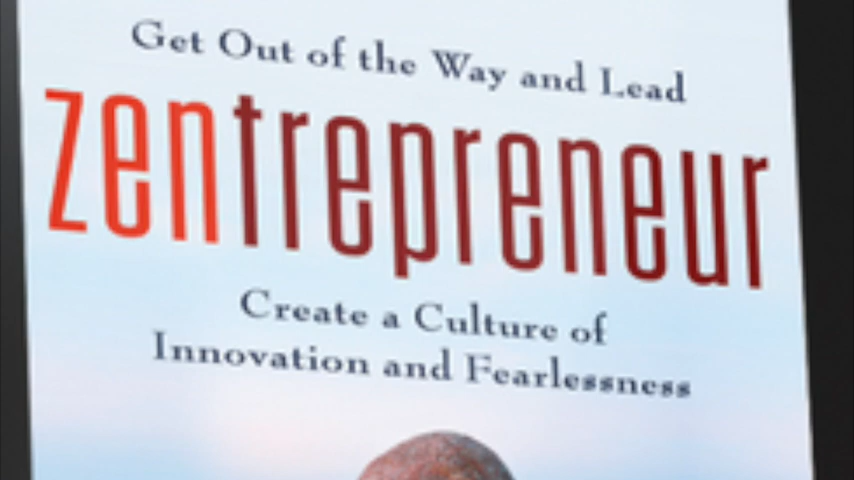 Get Out of the Way and Lead
zentrepreneur
Create a Culture of
Innovation and Fearlessness